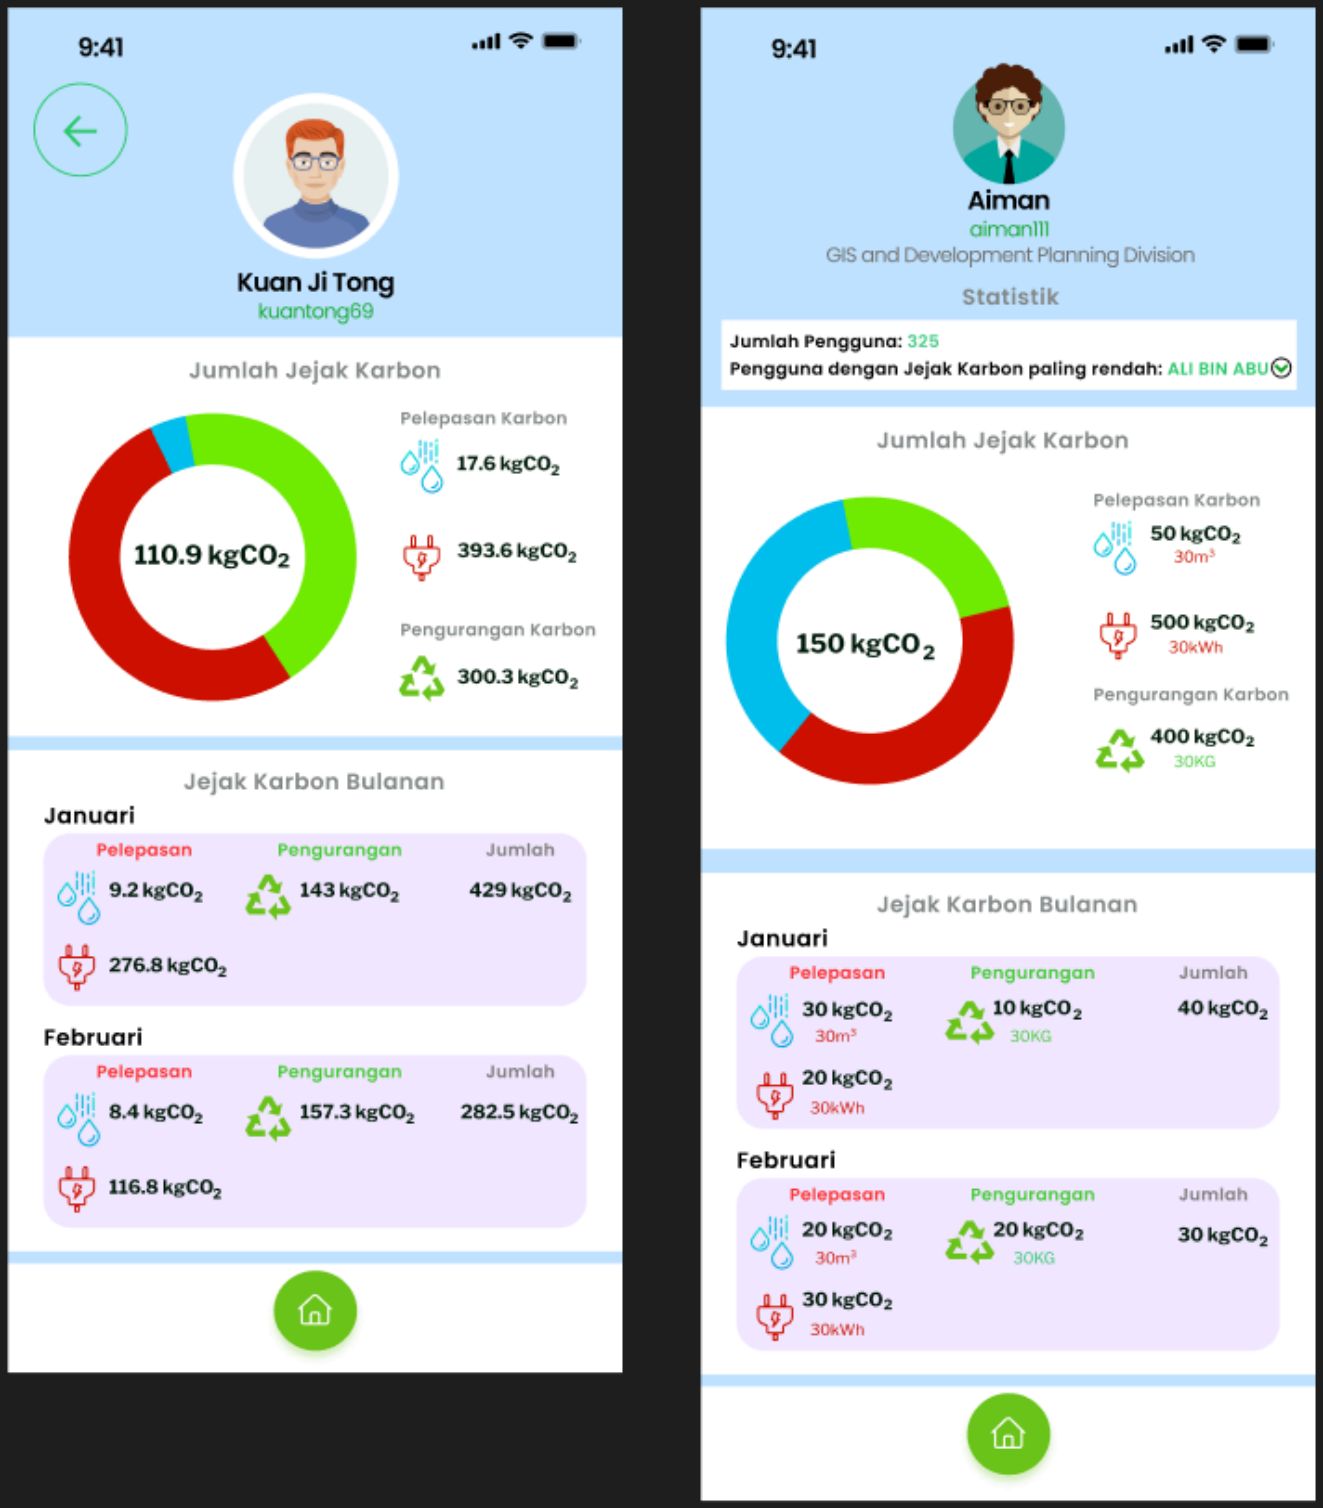 9:41
Kuan Ji Tong
kuantong69
Jumlah Jejak Karbon
110.9 kgCO₂
Pelepasan Karbon
17.6 kgCO₂
393.6 kgCO₂
Pengurangan Karbon
300.3 kgCO₂
Jejak Karbon Bulanan
Januari
Pelepasan Pengurangan Jumlah
9.2 kgCO₂ 143 kgCO₂ 429 kgCO₂
276.8 kgCO₂
Februari
Pelepasan Pengurangan Jumlah
8.4 kgCO₂ 157.3 kgCO₂ 282.5 kgCO₂
116.8 kgCO₂
9:41
Aiman
aiman111
GIS and Development Planning Division
Statistik
Jumlah Pengguna: 325
Pengguna dengan Jejak Karbon paling rendah: ALI BIN ABU
Jumlah Jejak Karbon
150 kgCO₂
Pelepasan Karbon
50 kgCO₂
30m³
500 kgCO₂
30kWh
Pengurangan Karbon
400 kgCO₂
30KG
Jejak Karbon Bulanan
Januari
Pelepasan Pengurangan Jumlah
30 kgCO₂ 10 kgCO₂ 40 kgCO₂
30m³ 30KG
20 kgCO₂
30kWh
Februari
Pelepasan Pengurangan Jumlah
20 kgCO₂ 20 kgCO₂ 30 kgCO₂
30m³ 30KG
30 kgCO₂
30kWh